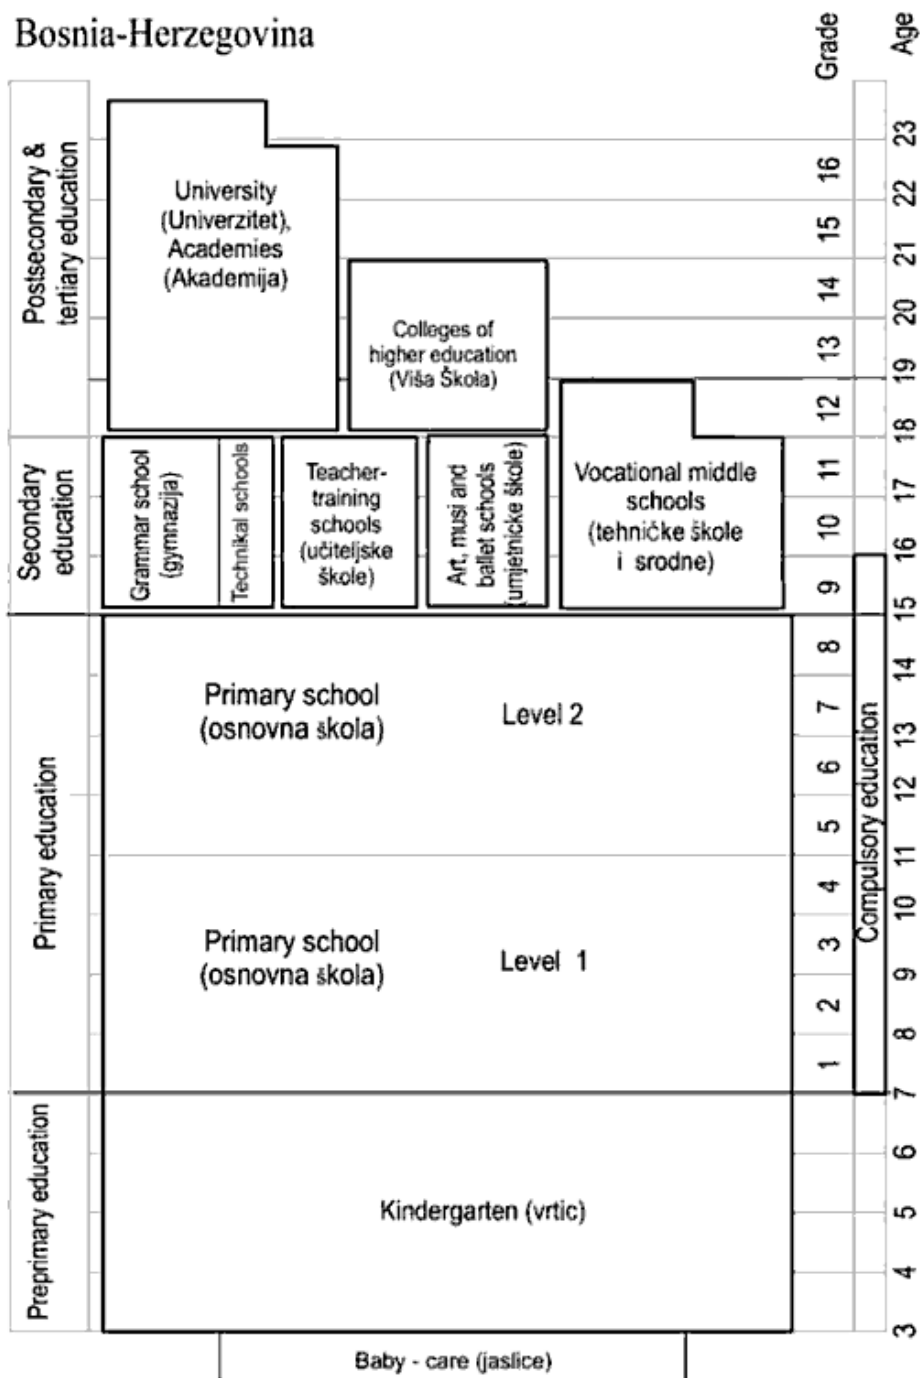 Bosnia-Herzegovina
Grade
Age
Postsecondary &
tertiary education
University
(Univerzitet),
Academies
(Akademija)
Colleges of
higher education
(Viša Škola)
Secondary
education
Grammar school
(gymnazija)
Technikal schools
Teacher-
training
schools
(učiteljske
škole)
Art, musi and
ballet schools
(umjetnicke škole)
Vocational middle
schools
(tehničke škole
i srodne)
Primary education
Primary school
(osnovna škola)
Level 2
Primary school
(osnovna škola)
Level 1
Preprimary education
Kindergarten (vrtic)
Baby - care (jaslice)
16
15
14
13
12
11
10
9
8
7
6
5
4
3
2
1
Compulsory education
23
22
21
20
19
18
17
16
15
14
13
12
11
10
9
8
7
6
5
4
3